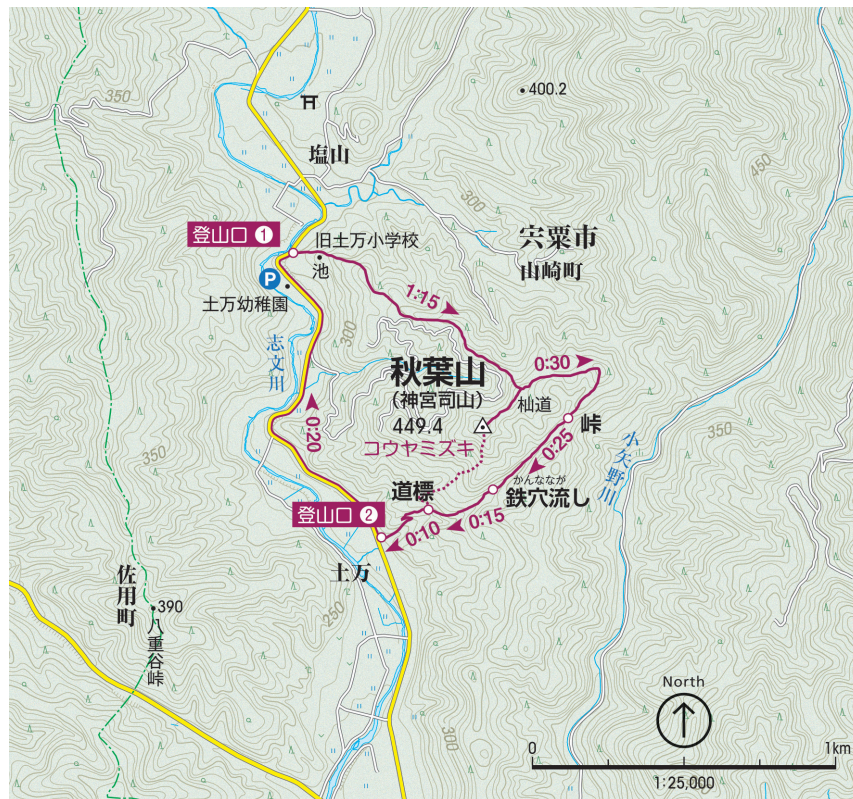 350
400.2
塩山
450
300
宍粟市
山崎町
登山口 1
旧土万小学校
池
P
土万幼稚園
1:15
志文川
300
秋葉山
(神宮司山)
449.4
コウヤミズキ
0:30
杣道
峠
0:25
小矢野川
350
0:20
350
道標
かんななが
鉄穴流し
登山口 2
0:15
0:10
土万
佐用町
390
八重谷峠
250
300
North
0
1km
1:25,000